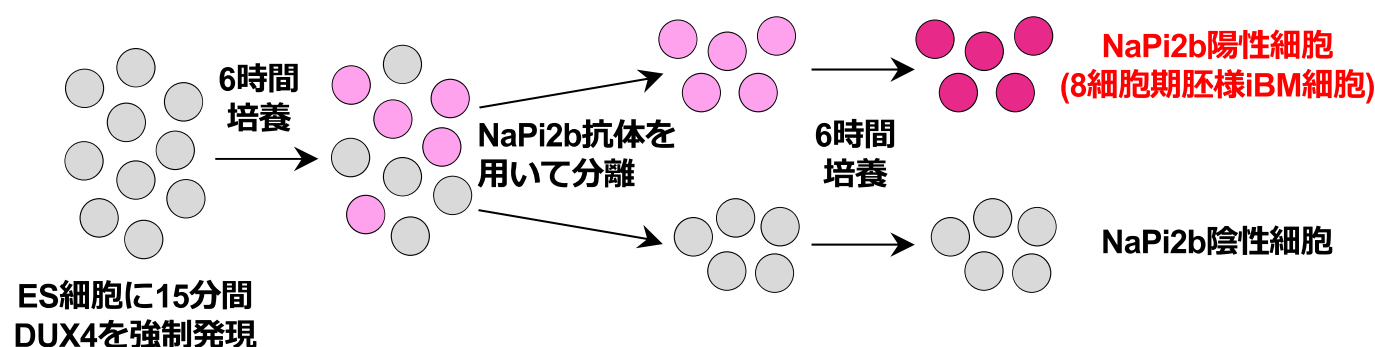 6時間
培養
NaPi2b抗体を
用いて分離
6時間
培養
NaPi2b陽性細胞
(8細胞期胚様iBM細胞)
NaPi2b陰性細胞
ES細胞に15分間
DUX4を強制発現